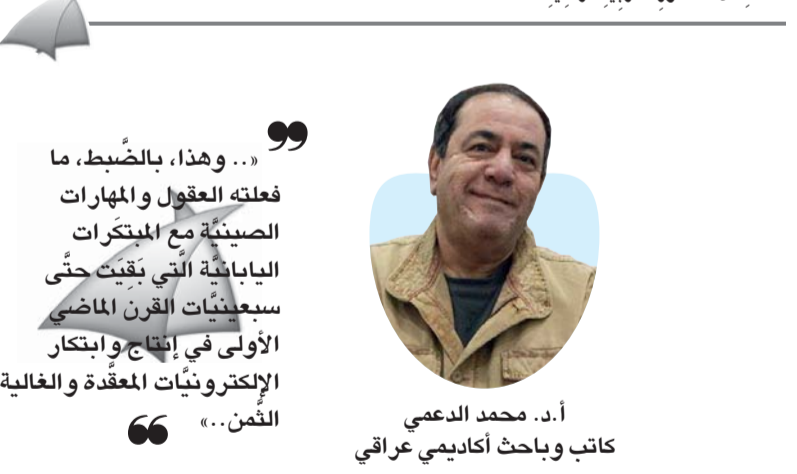 «.. وهذا، بالضَّبط، ما
فعلته العقول والمهارات
الصينيَّة مع المبتكَرات
اليابانيَّة الَّتي بَقِيَت حتَّى
سبعينيَّات القرن الماضي
الأولى في إنتاج وابتكار
الإلكترونيَّات المعقَّدة والغالية
الثَّمن..»
أ.د. محمد الدعمي
كاتب وباحث أكاديمي عراقي